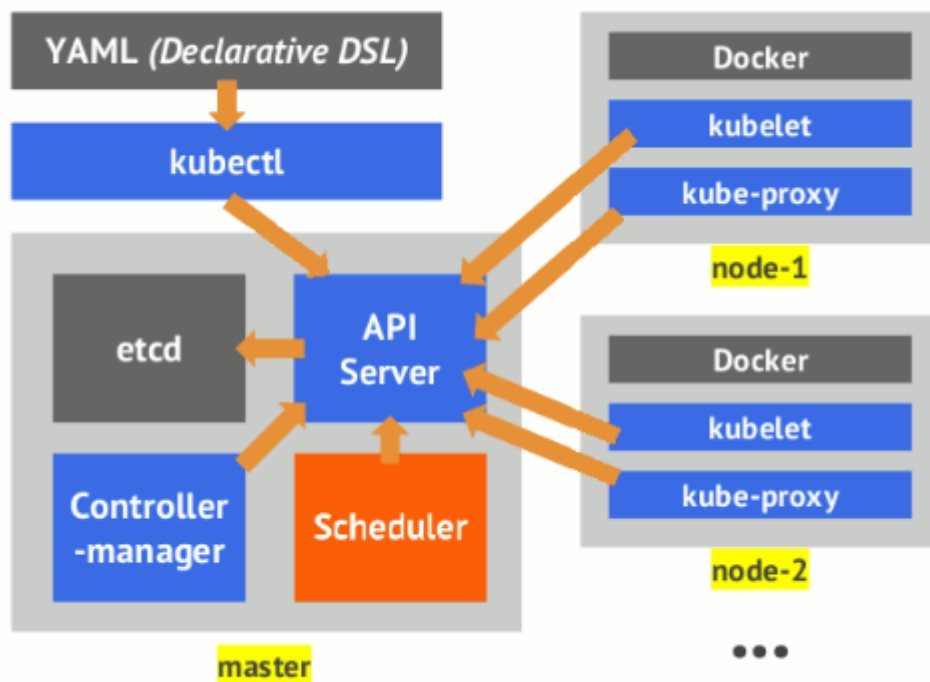 YAML (Declarative DSL)
kubectl
etcd
API
Server
Controller
-manager
Scheduler
master
Docker
kubelet
kube-proxy
node-1
Docker
kubelet
kube-proxy
node-2
...